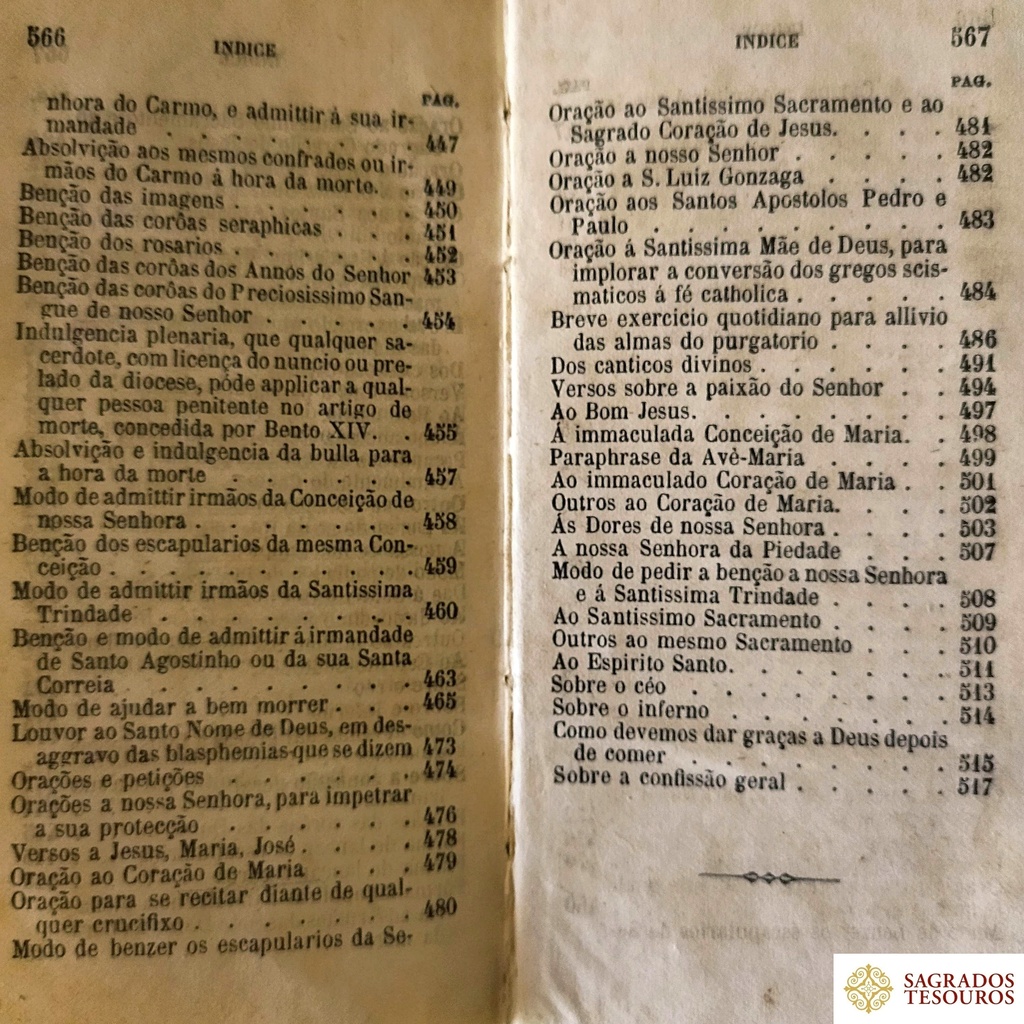 566
INDICE
PAG.
nhora do Carmo, e admittir á sua ir-
mandade . . . . . . . 447
Absolvição aos mesmos confrades ou ir-
mãos do Carmo á hora da morte. . 449
Benção das imagens . . . . . . 450
Benção das corôas seraphicas . . . 451
Benção dos rosarios . . . . . . 452
Benção das corôas dos Annos do Senhor 453
Benção das corôas do Preciosissimo San-
gue de nosso Senhor . . . . . 454
Indulgencia plenaria, que qualquer sa-
cerdote, com licença do nuncio ou pre-
lado da diocese, póde applicar a qual-
quer pessoa penitente no artigo de
morte, concedida por Bento XIV. . 455
Absolvição e indulgencia da bulla para
a hora da morte . . . . . . 457
Modo de admittir irmãos da Conceição de
nossa Senhora . . . . . . . 458
Benção dos escapularios da mesma Con-
ceição . . . . . . . . . . 459
Modo de admittir irmãos da Santissima
Trindade . . . . . . . . 460
Benção e modo de admittir á irmandade
de Santo Agostinho ou da sua Santa
Correia . . . . . . . . . 463
Modo de ajudar a bem morrer . . . 465
Louvor ao Santo Nome de Deus, em des-
aggravo das blasphemias que se dizem 473
Orações e petições . . . . . . 474
Orações a nossa Senhora, para impetrar
a sua protecção . . . . . . 476
Versos a Jesus, Maria, José . . . . 478
Oração ao Coração de Maria . . . 479
Oração para se recitar diante de qual-
quer crucifixo . . . . . . . 480
Modo de benzer os escapularios da Se-
INDICE
567
PAG.
Oração ao Santissimo Sacramento e ao
Sagrado Coração de Jesus. . . . . 481
Oração a nosso Senhor . . . . . 482
Oração a S. Luiz Gonzaga . . . . 482
Oração aos Santos Apostolos Pedro e
Paulo . . . . . . . . . 483
Oração á Santissima Mãe de Deus, para
implorar a conversão dos gregos scis-
maticos á fé catholica . . . . . 484
Breve exercicio quotidiano para allivio
das almas do purgatorio . . . . 486
Dos canticos divinos . . . . . . 491
Versos sobre a paixão do Senhor . . 494
Ao Bom Jesus. . . . . . . . 497
Á immaculada Conceição de Maria. . 498
Paraphrase da Avè-Maria . . . . 499
Ao immaculado Coração de Maria . . 501
Outros ao Coração de Maria. . . . 502
Ás Dores de nossa Senhora . . . . 503
A nossa Senhora da Piedade . . . 507
Modo de pedir a benção a nossa Senhora
e á Santissima Trindade . . . . 508
Ao Santissimo Sacramento . . . . 509
Outros ao mesmo Sacramento . . . 510
Ao Espirito Santo. . . . . . . 511
Sobre o céo . . . . . . . . 513
Sobre o inferno . . . . . . . 514
Como devemos dar graças a Deus depois
de comer . . . . . . . . 515
Sobre a confissão geral . . . . . 517
SAGRADOS
TESOUROS